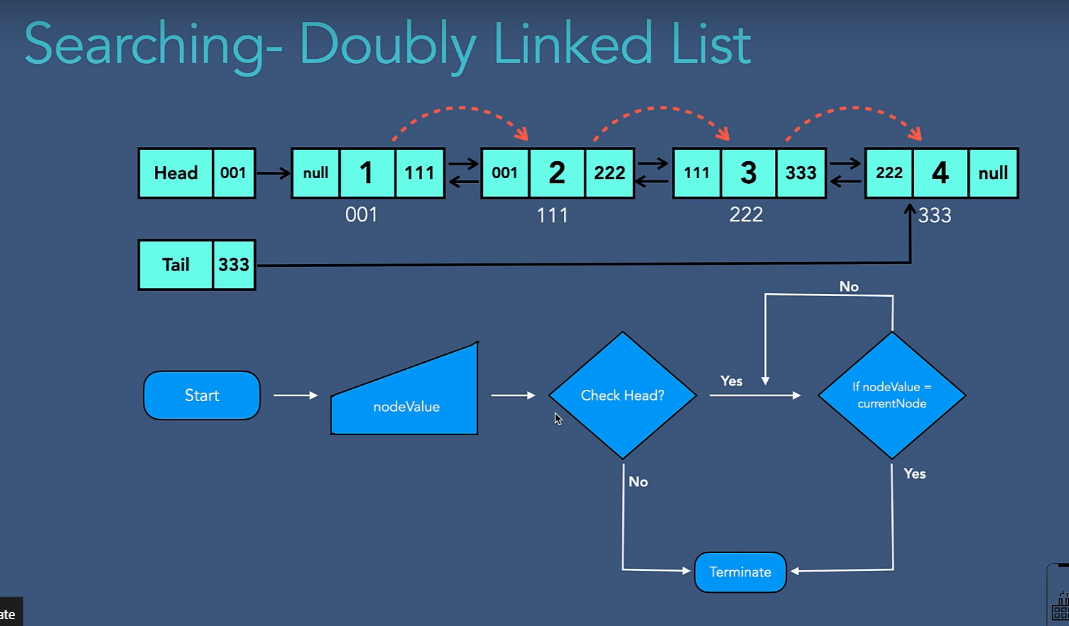 Searching- Doubly Linked List
Head 001 null 1 111 001 2 222 111 3 333 222 4 null
001 111 222 333
Tail 333
No
Start nodeValue Check Head? Yes If nodeValue =
currentNode
No Yes
Terminate
ate